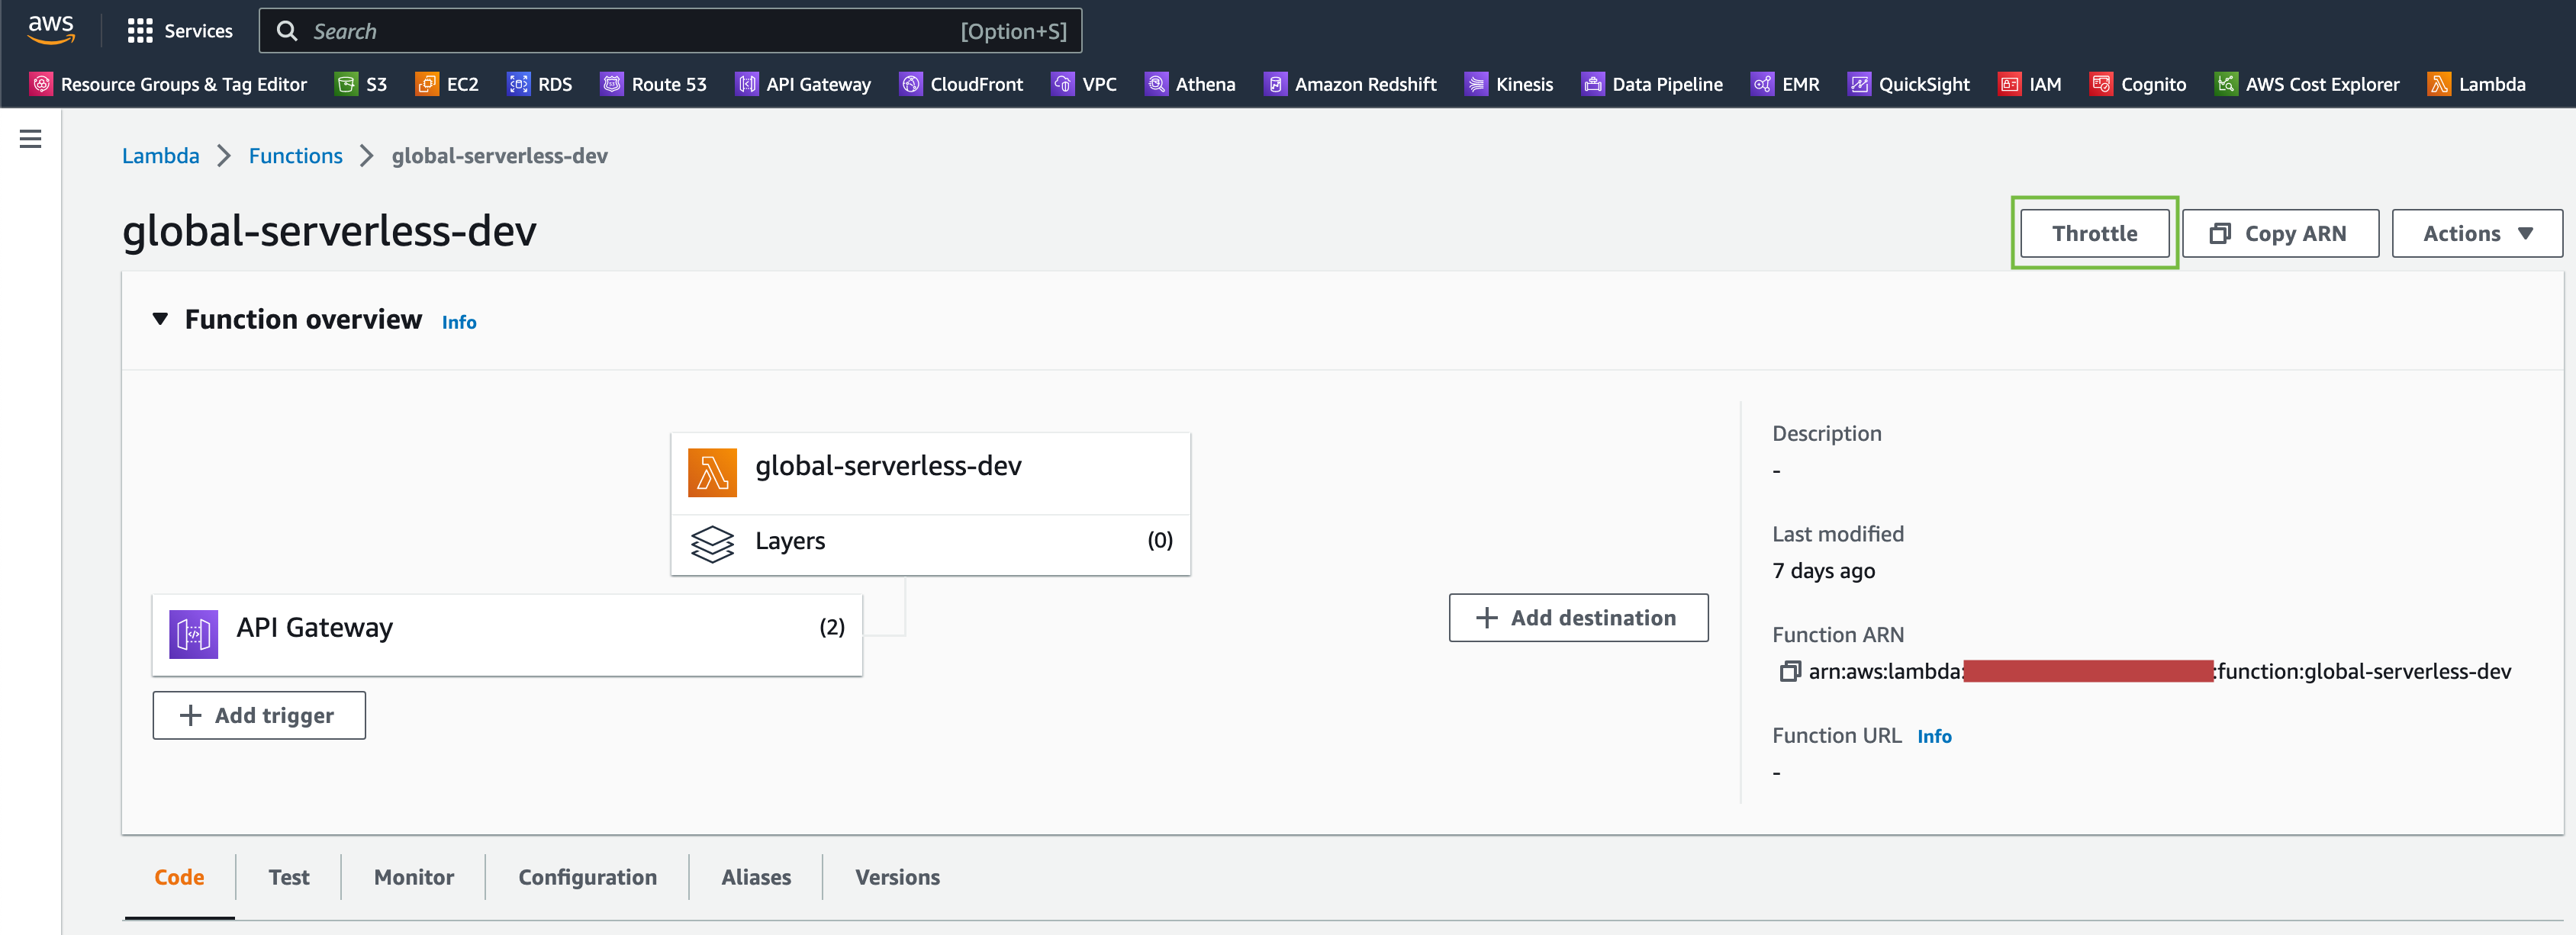 aws Services Search [Option+S]
Resource Groups & Tag Editor S3 EC2 RDS Route 53 API Gateway CloudFront VPC Athena Amazon Redshift Kinesis Data Pipeline EMR QuickSight IAM Cognito AWS Cost Explorer Lambda
Lambda > Functions > global-serverless-dev
global-serverless-dev
Throttle Copy ARN Actions
Function overview Info
global-serverless-dev
Layers (0)
API Gateway (2)
+ Add trigger
+ Add destination
Description
-
Last modified
7 days ago
Function ARN
arn:aws:lambda: :function:global-serverless-dev
Function URL Info
-
Code Test Monitor Configuration Aliases Versions